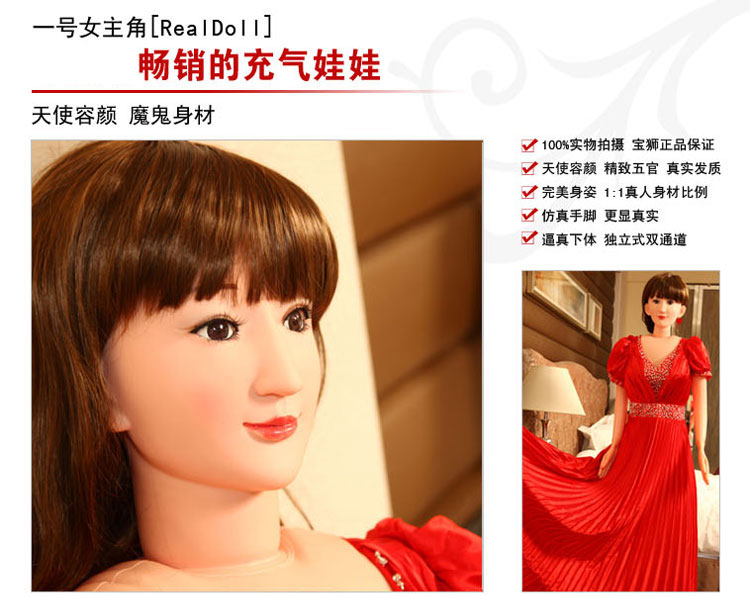 一号女主角[RealDoll]
畅销的充气娃娃
天使容颜 魔鬼身材
100%实物拍摄 宝狮正品保证
天使容颜 精致五官 真实发质
完美身姿 1:1真人身材比例
仿真手脚 更显真实
逼真下体 独立式双通道